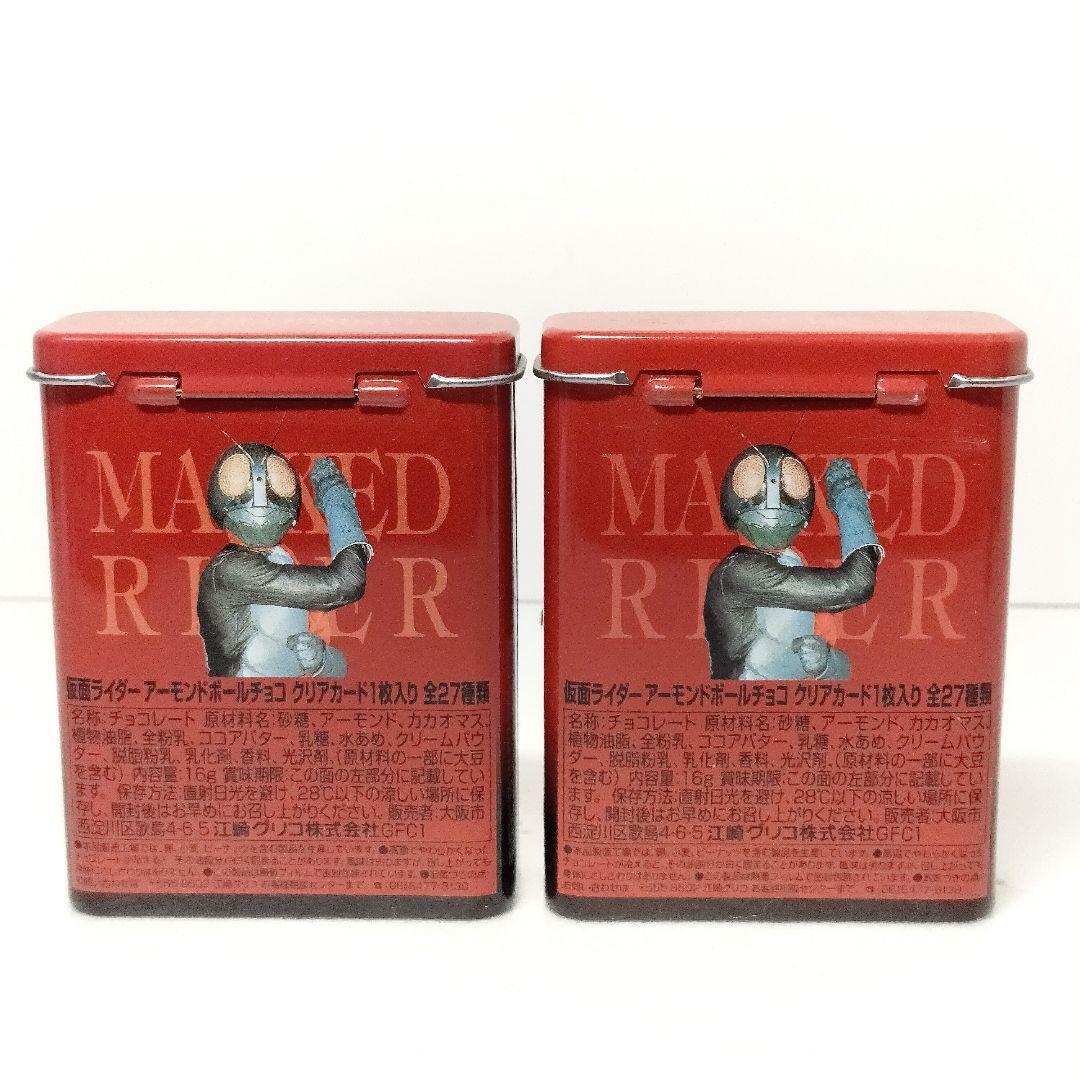 MASKED
RIDER
仮面ライダー アーモンドボールチョコ クリアカード1枚入り 全27種類
名称:チョコレート 原材料名:砂糖、アーモンド、カカオマス、
植物油脂、全粉乳、ココアバター、乳糖、水あめ、クリームパウ
ダー、脱脂粉乳、乳化剤、香料、光沢剤、(原材料の一部に大豆
を含む) 内容量:16g 賞味期限:この面の左部分に記載してい
ます。 保存方法:直射日光を避け、28℃以下の涼しい場所に保
存し、開封後はお早めにお召し上がりください。 販売者:大阪市
西淀川区歌島4-6-5 江崎グリコ株式会社GFC1
MASKED
RIDER
仮面ライダー アーモンドボールチョコ クリアカード1枚入り 全27種類
名称:チョコレート 原材料名:砂糖、アーモンド、カカオマス、
植物油脂、全粉乳、ココアバター、乳糖、水あめ、クリームパウ
ダー、脱脂粉乳、乳化剤、香料、光沢剤、(原材料の一部に大豆
を含む) 内容量:16g 賞味期限:この面の左部分に記載してい
ます。 保存方法:直射日光を避け、28℃以下の涼しい場所に保
存し、開封後はお早めにお召し上がりください。 販売者:大阪市
西淀川区歌島4-6-5 江崎グリコ株式会社GFC1